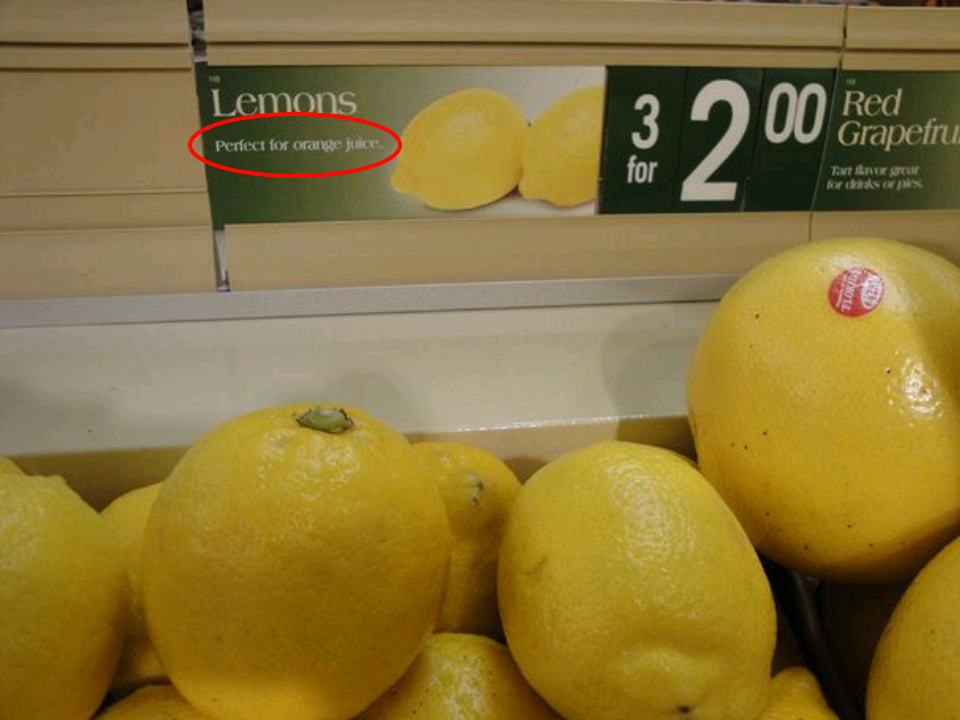 Lemons
Perfect for orange juice.
3
for
2 00
Red
Grapefru
Tart flavor great
for drinks or pies.